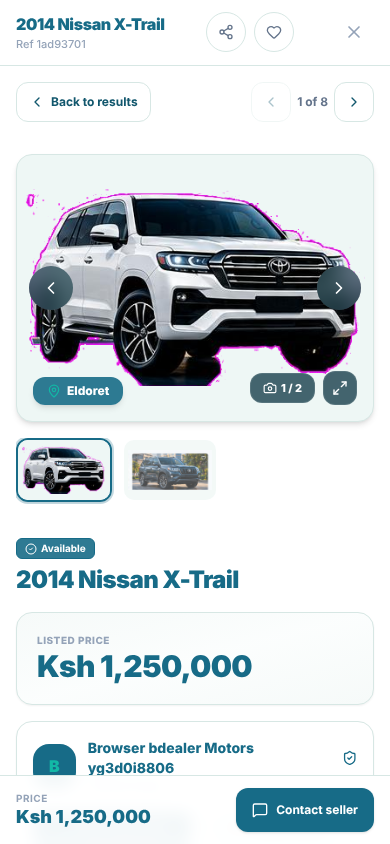 2014 Nissan X-Trail
Ref 1ad93701
Back to results
1 of 8
Eldoret
1 / 2
Available
2014 Nissan X-Trail
LISTED PRICE
Ksh 1,250,000
B
Browser bdealer Motors
yg3d0i8806
PRICE
Ksh 1,250,000
Contact seller